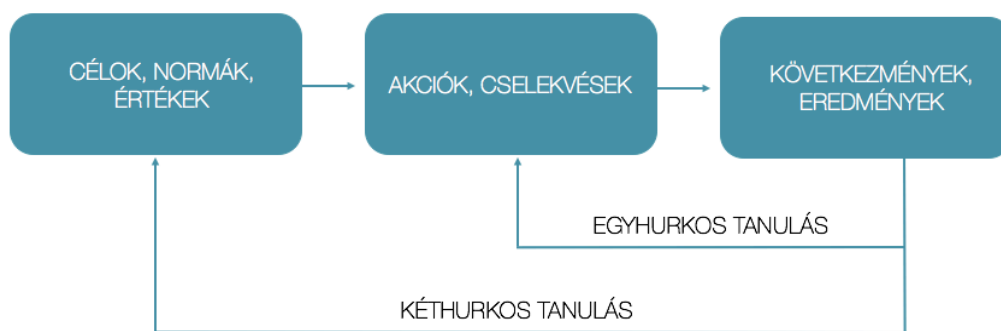 CÉLOK, NORMÁK,
ÉRTÉKEK
AKCIÓK, CSELEKVÉSEK
KÖVETKEZMÉNYEK,
EREDMÉNYEK
EGYHURKOS TANULÁS
KÉTHURKOS TANULÁS